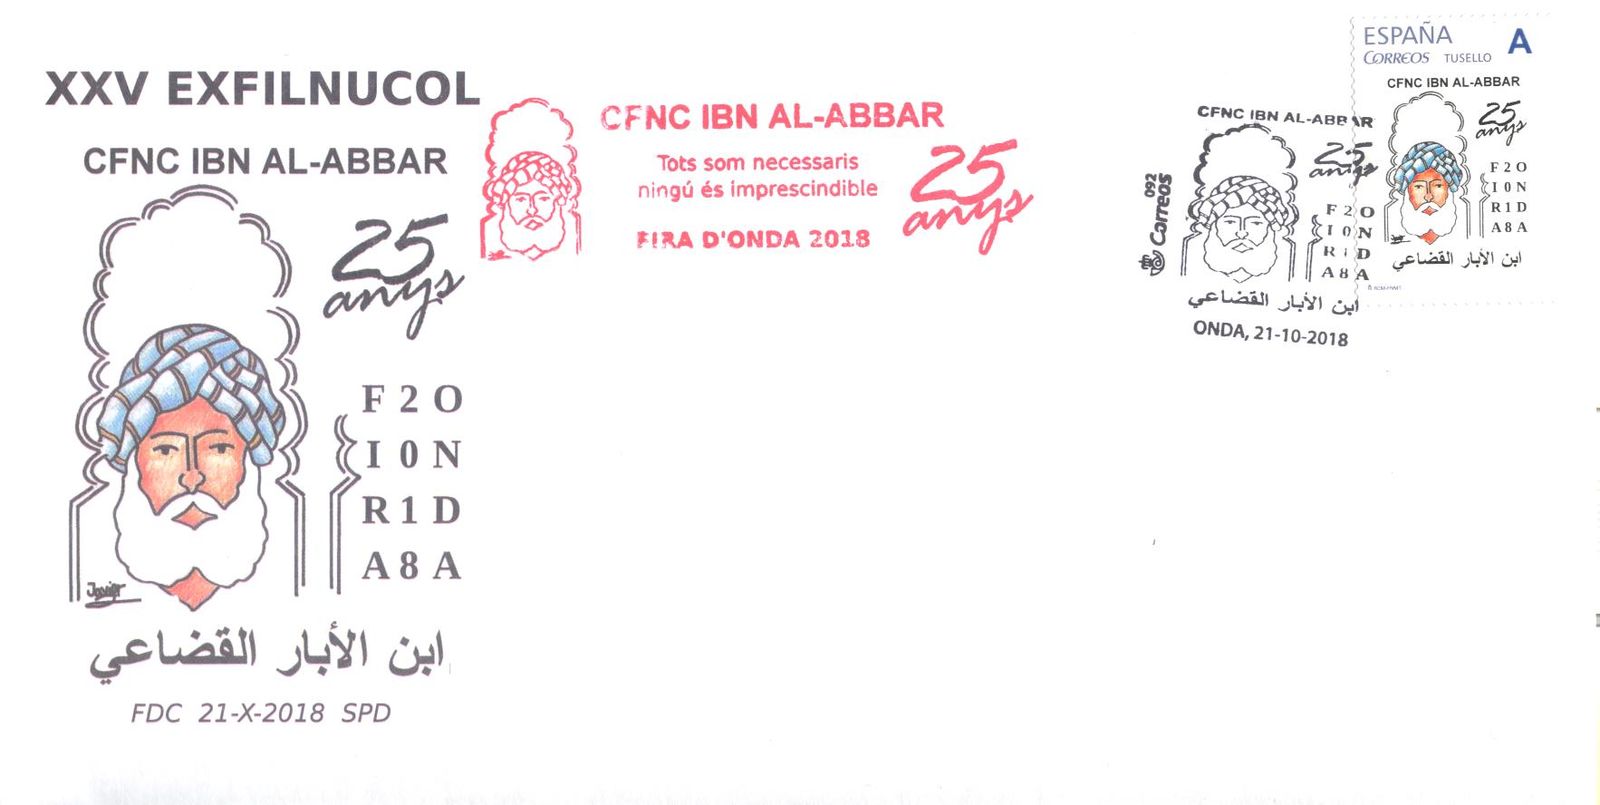 XXV EXFILNUCOL
CFNC IBN AL-ABBAR
25
anys
F 2 O
I 0 N
R 1 D
A 8 A
Javier
ابن الأبار القضاعي
FDC 21-X-2018 SPD
CFNC IBN AL-ABBAR
Tots som necessaris
ningú és imprescindible
FIRA D'ONDA 2018
25
anys
CFNC IBN AL-ABBAR
25
anys
092
Correos
F 2 O
I 0 N
R 1 D
A 8 A
ابن الأبار القضاعي
ONDA, 21-10-2018
ESPAÑA A
CORREOS TUSELLO
CFNC IBN AL-ABBAR
25
anys
F 2 O
I 0 N
R 1 D
A 8 A
ابن الأبار القضاعي